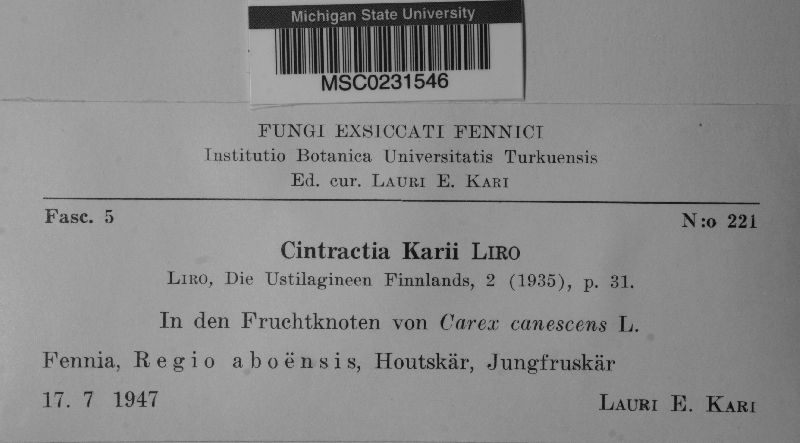 Michigan State University
MSC0231546
FUNGI EXSICCATI FENNICI
Institutio Botanica Universitatis Turkuensis
Ed. cur. LAURI E. KARI
Fasc. 5 N:o 221
Cintractia Karii LIRO
LIRO, Die Ustilagineen Finnlands, 2 (1935), p. 31.
In den Fruchtknoten von Carex canescens L.
Fennia, Regio aboënsis, Houtskär, Jungfruskär
17. 7 1947 LAURI E. KARI